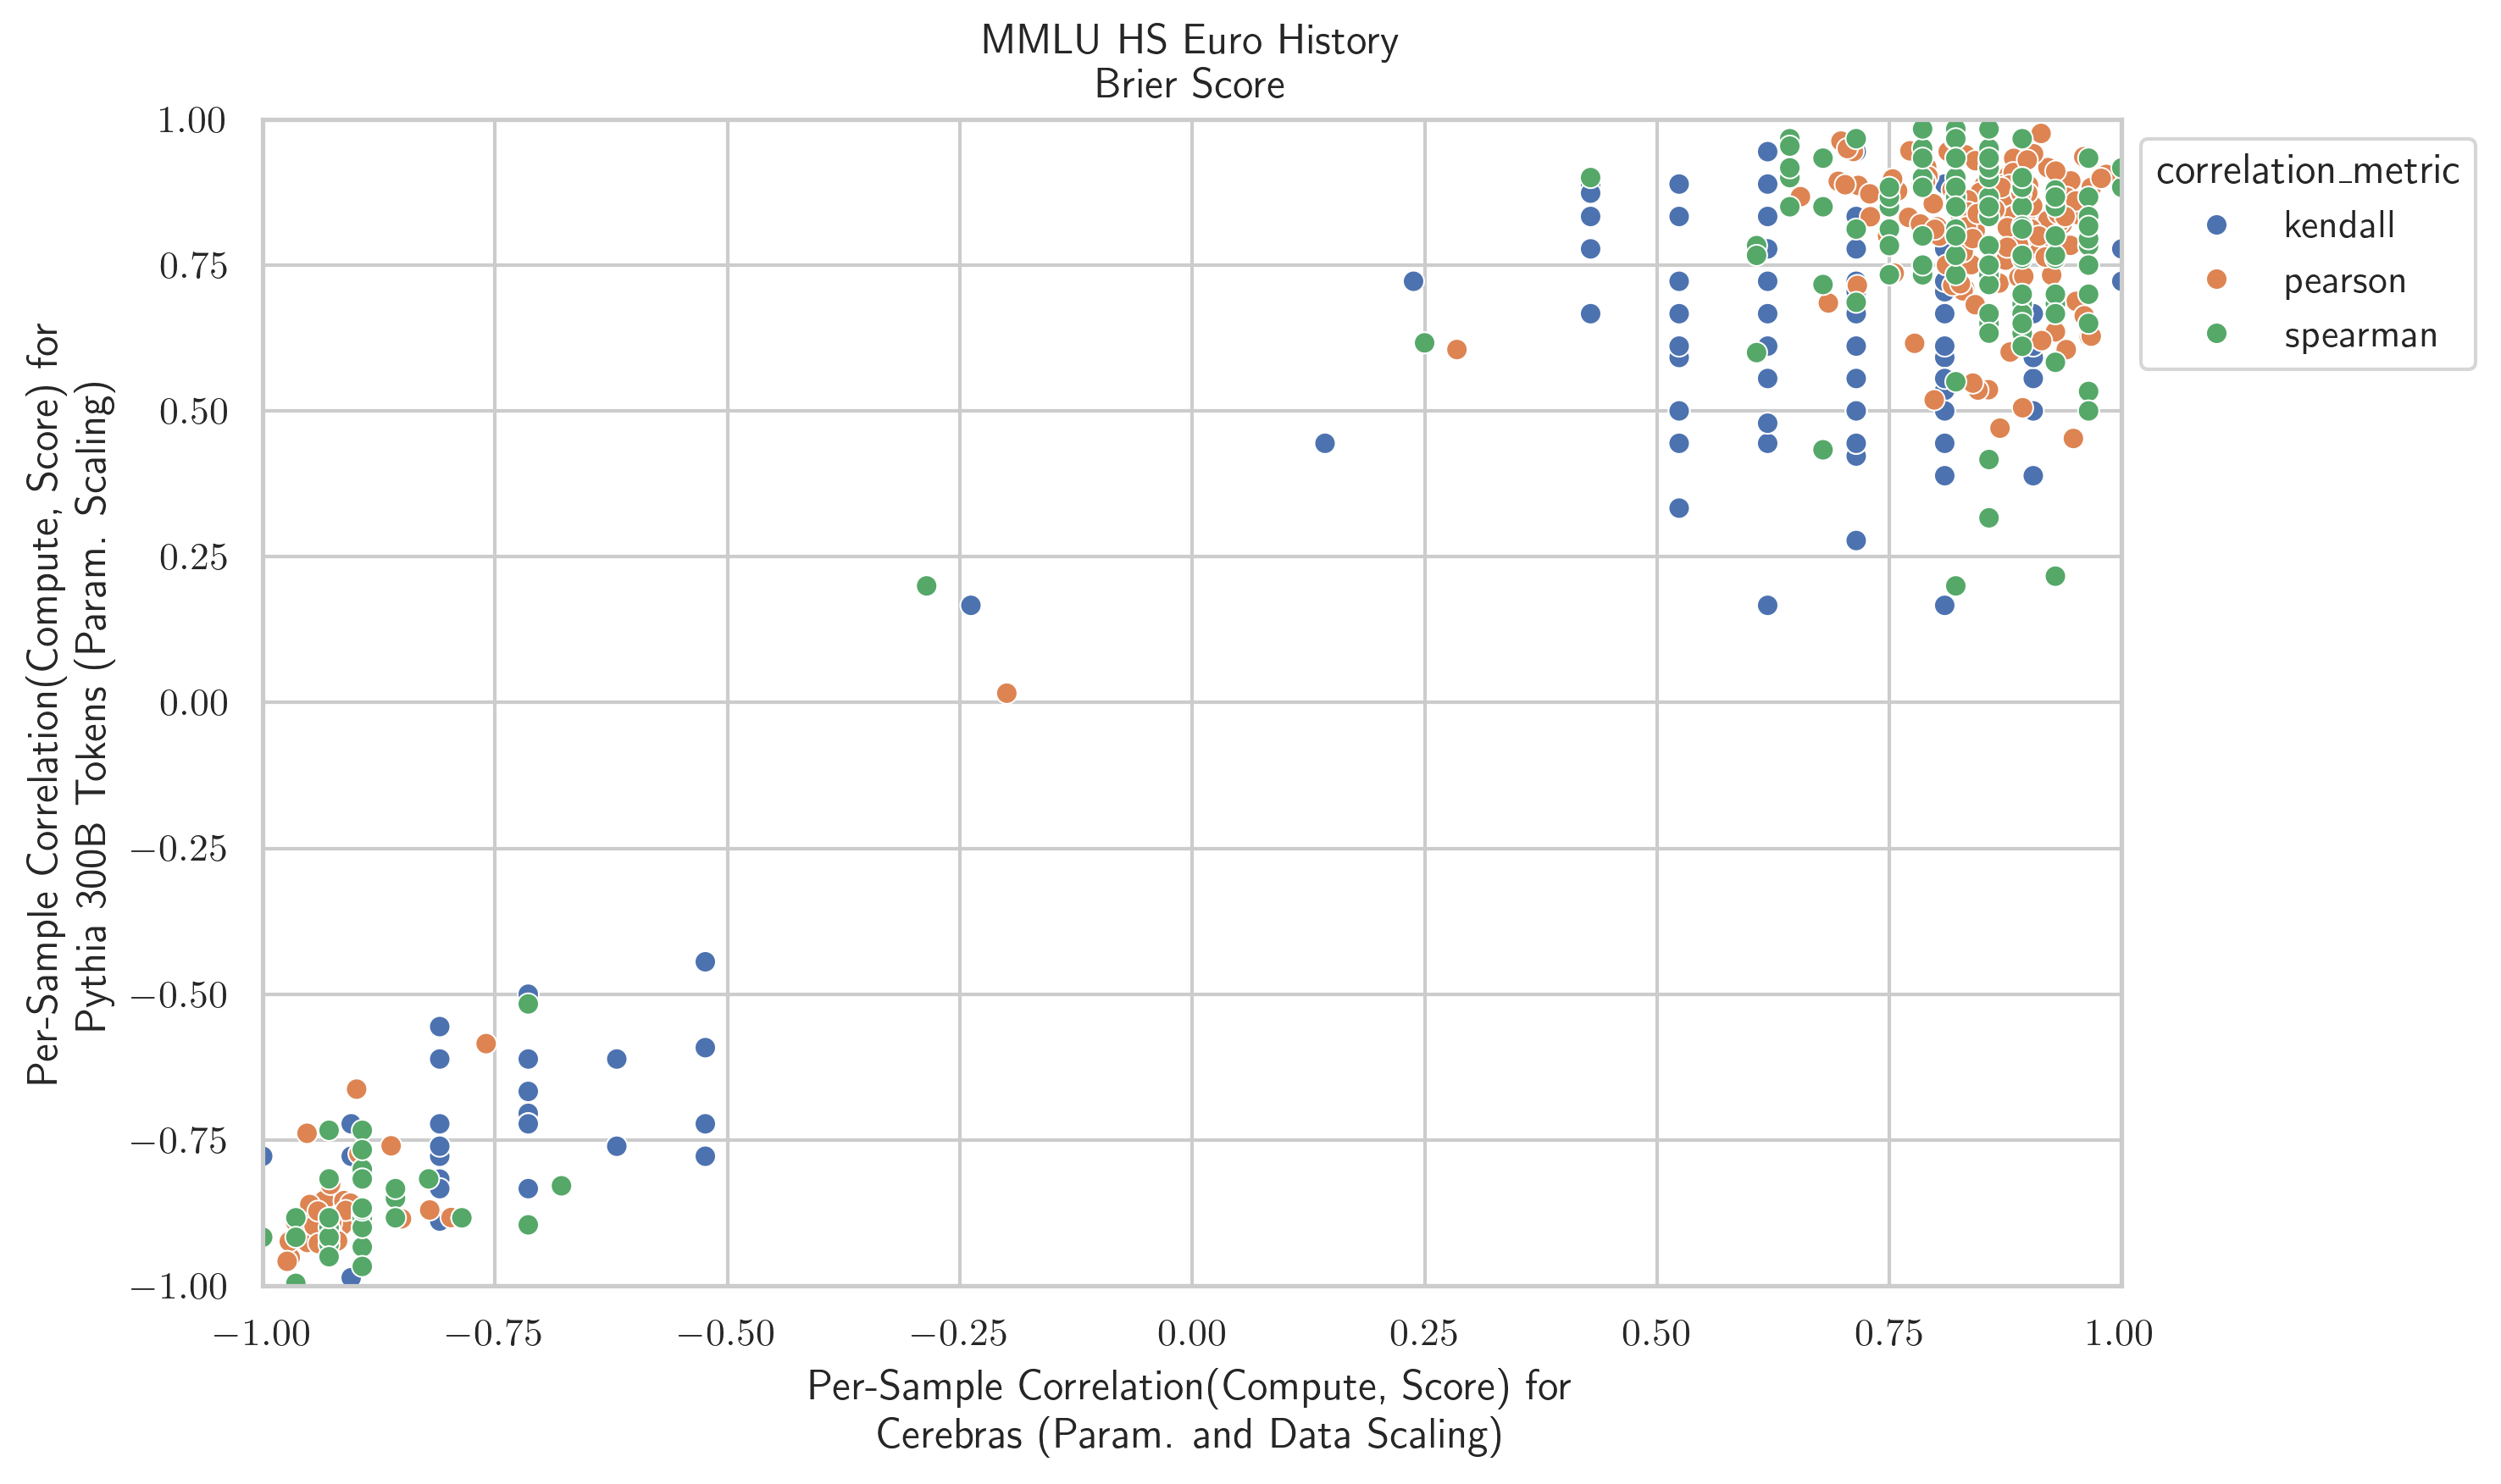 MMLU HS Euro History
Brier Score
Per-Sample Correlation(Compute, Score) for
Pythia 300B Tokens (Param. Scaling)
1.00
0.75
0.50
0.25
0.00
−0.25
−0.50
−0.75
−1.00
−1.00
−0.75
−0.50
−0.25
0.00
0.25
0.50
0.75
1.00
Per-Sample Correlation(Compute, Score) for
Cerebras (Param. and Data Scaling)
correlation_metric
kendall
pearson
spearman